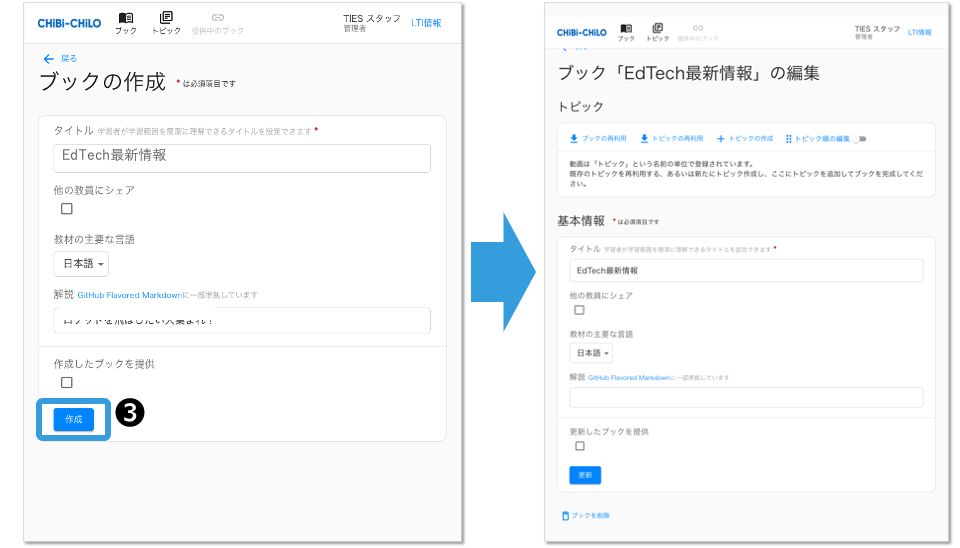 CHiBi-CHiLO
ブック
トピック
提供中のブック
TIES スタッフ
管理者
LTI情報
戻る
ブックの作成 *は必須項目です
タイトル 学習者が学習範囲を簡潔に理解できるタイトルを設定できます *
EdTech最新情報
他の教員にシェア
教材の主要な言語
日本語
解説 GitHub Flavored Markdownに一部準拠しています
作成したブックを提供
作成
3
CHiBi-CHiLO
ブック
トピック
提供中のブック
TIES スタッフ
管理者
LTI情報
ブック「EdTech最新情報」の編集
トピック
ブックの再利用
トピックの再利用
トピックの作成
トピック順の編集
動画は「トピック」という名前の単位で登録されています。
既存のトピックを再利用する、あるいは新たにトピック作成し、ここにトピックを追加してブックを完成してくだ
さい。
基本情報 *は必須項目です
タイトル 学習者が学習範囲を簡潔に理解できるタイトルを設定できます *
EdTech最新情報
他の教員にシェア
教材の主要な言語
日本語
解説 GitHub Flavored Markdownに一部準拠しています
更新したブックを提供
更新
ブックを削除